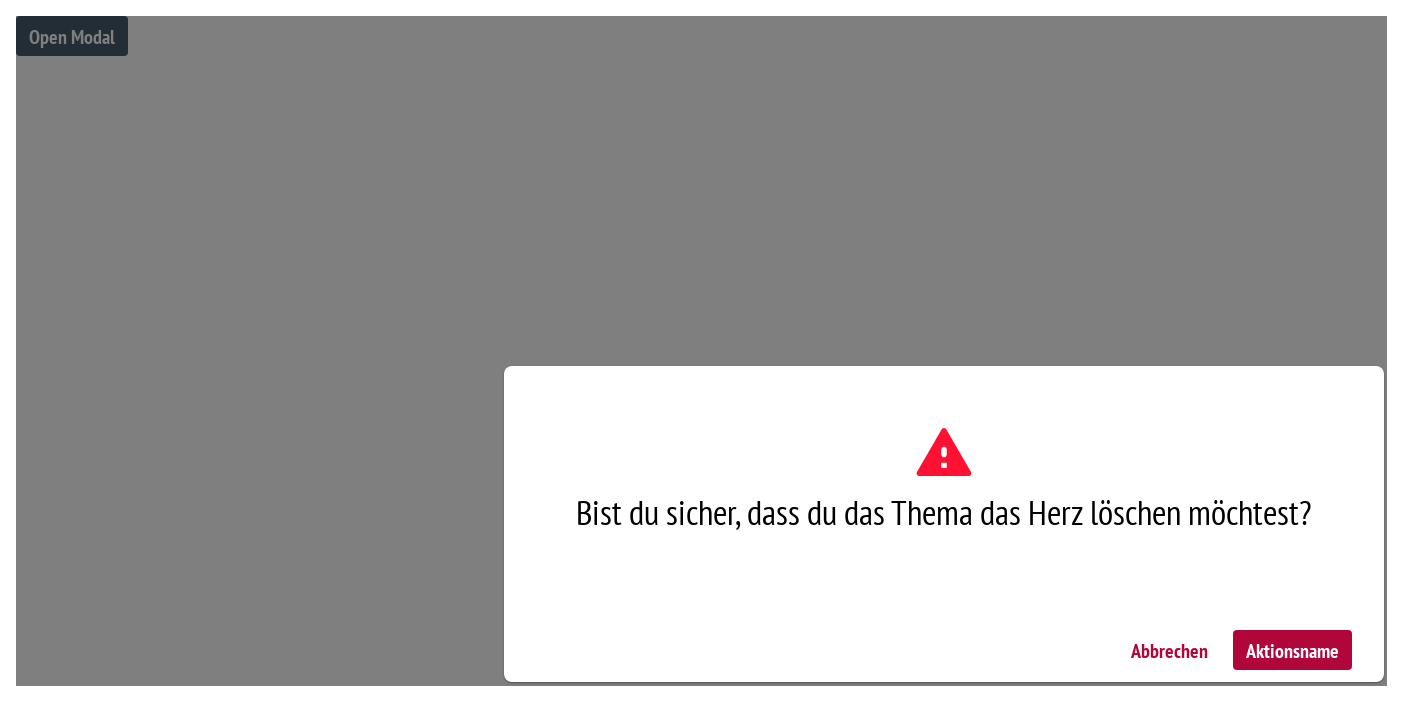 Open Modal
Bist du sicher, dass du das Thema das Herz löschen möchtest?
Abbrechen
Aktionsname